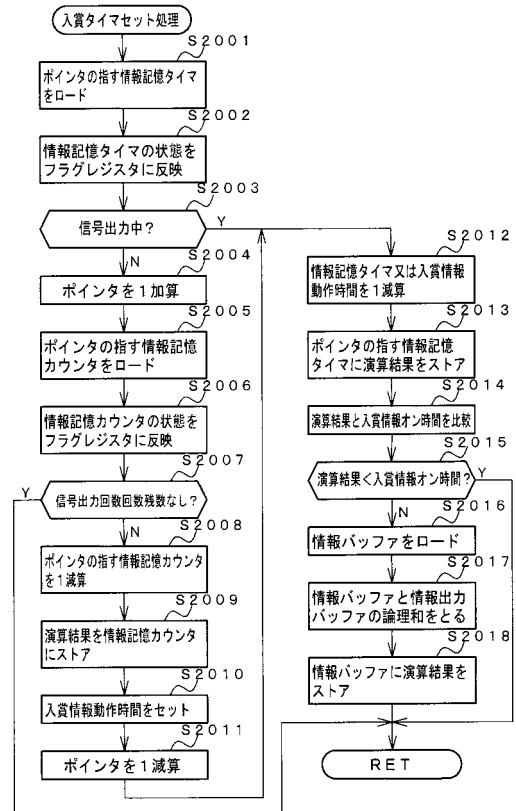 入賞タイマセット処理
S2001
ポインタの指す情報記憶タイマ
をロード
S2002
情報記憶タイマの状態を
フラグレジスタに反映
S2003
信号出力中?
Y
N
S2004
ポインタを1加算
S2005
ポインタの指す情報記憶
カウンタをロード
S2006
情報記憶カウンタの状態を
フラグレジスタに反映
S2007
Y
信号出力回数回数残数なし?
N
S2008
ポインタの指す情報記憶カウンタ
を1減算
S2009
演算結果を情報記憶カウンタ
にストア
S2010
入賞情報動作時間をセット
S2011
ポインタを1減算
S2012
情報記憶タイマ又は入賞情報
動作時間を1減算
S2013
ポインタの指す情報記憶
タイマに演算結果をストア
S2014
演算結果と入賞情報オン時間を比較
S2015
演算結果<入賞情報オン時間?
Y
N
S2016
情報バッファをロード
S2017
情報バッファと情報出力
バッファの論理和をとる
S2018
情報バッファに演算結果を
ストア
RET